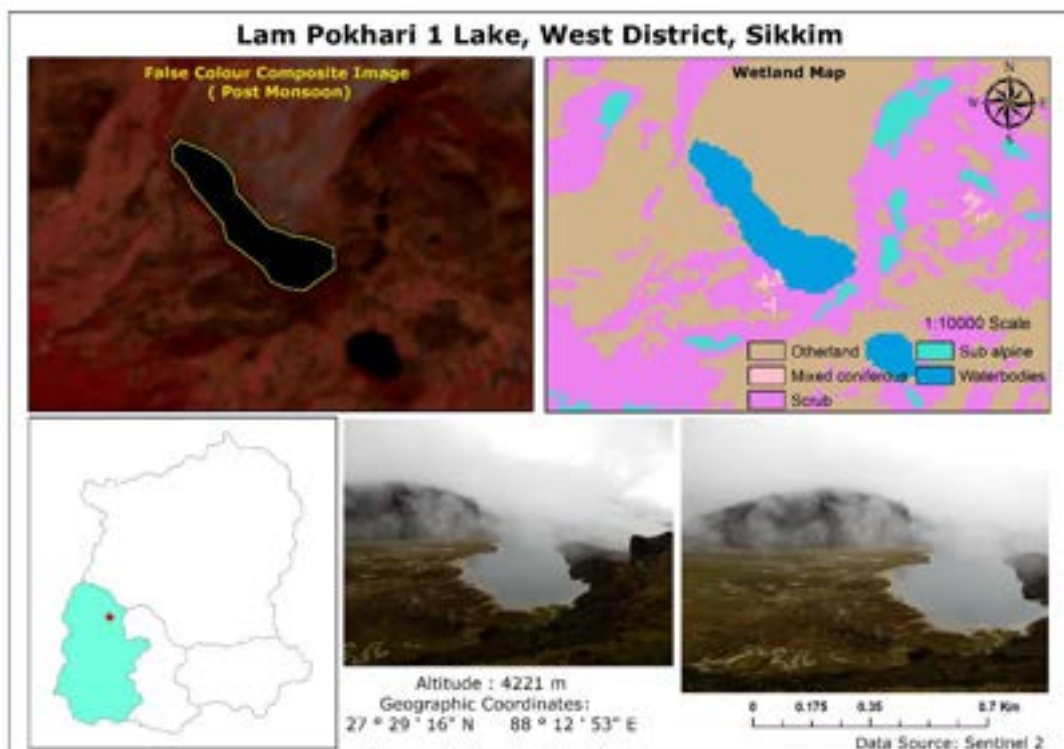 Lam Pokhari 1 Lake, West District, Sikkim
False Colour Composite Image
( Post Monsoon)
Wetland Map
N
W
E
S
1:10000 Scale
Otherland
Sub alpine
Mixed coniferous
Waterbodies
Scrub
Altitude : 4221 m
Geographic Coordinates:
27 ° 29 ' 16" N 88 ° 12 ' 53" E
0 0.175 0.35 0.7 Km
Data Source: Sentinel 2